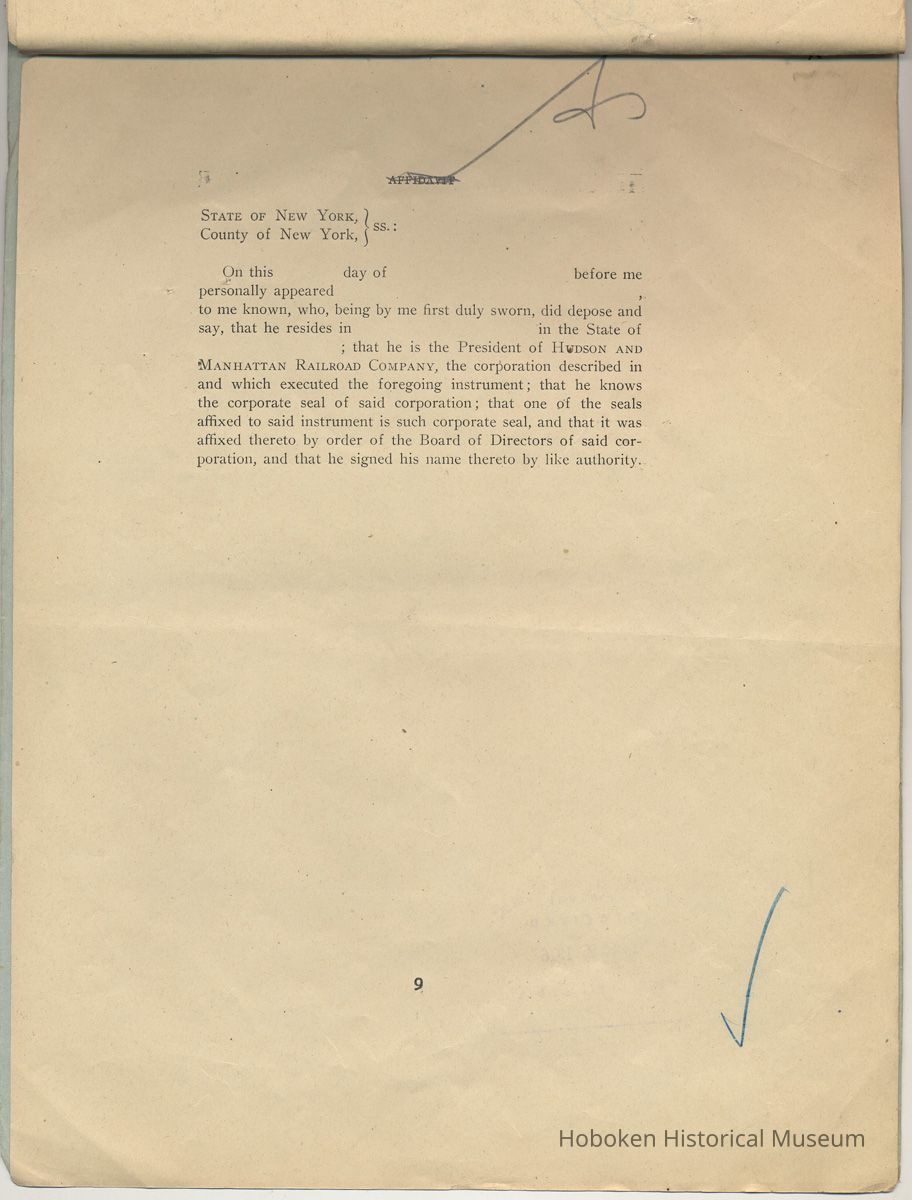 AFFIDAVIT
STATE OF NEW YORK, } ss.:
County of New York,
On this day of before me
personally appeared ,
to me known, who, being by me first duly sworn, did depose and
say, that he resides in in the State of
; that he is the President of HUDSON AND
MANHATTAN RAILROAD COMPANY, the corporation described in
and which executed the foregoing instrument; that he knows
the corporate seal of said corporation; that one of the seals
affixed to said instrument is such corporate seal, and that it was
affixed thereto by order of the Board of Directors of said cor-
poration, and that he signed his name thereto by like authority.
9
Hoboken Historical Museum